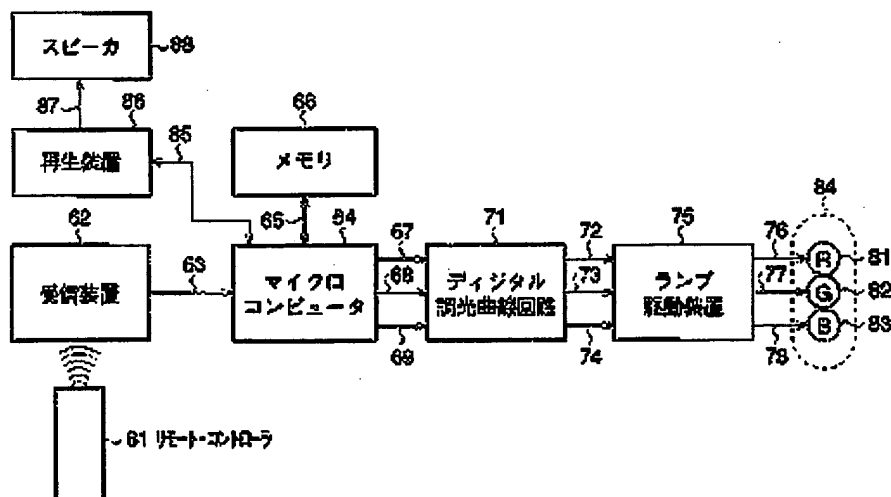 スピーカ 88
87 86 85 66
再生装置 メモリ
62 65 64 67 71 72 75 76 84
受信装置 63 マイクロ
コンピュータ 68 ディジタル
調光曲線回路 73 ランプ
駆動装置 77 R 81
G 82
B 83
69 74 78
61 リモート・コントローラ